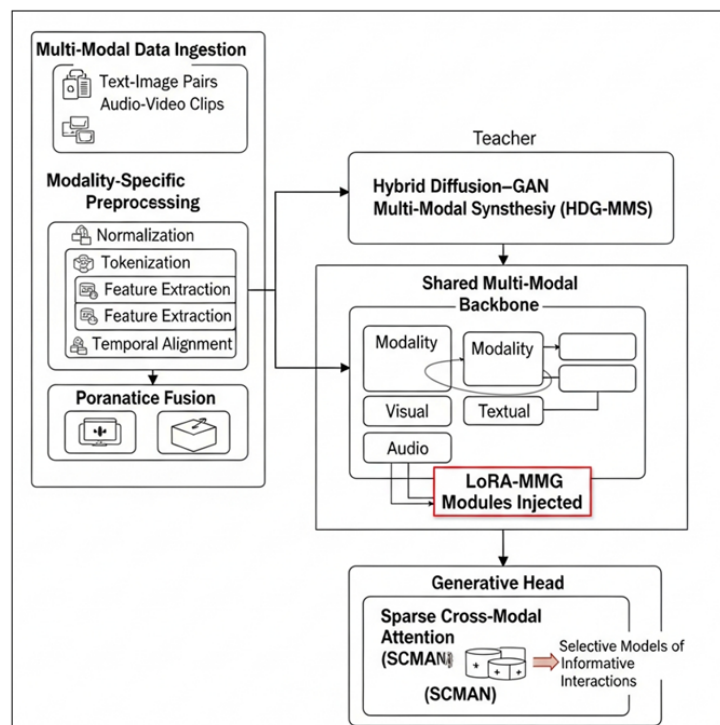 Multi-Modal Data Ingestion
Text-Image Pairs
Audio-Video Clips
Modality-Specific
Preprocessing
Normalization
Tokenization
Feature Extraction
Feature Extraction
Temporal Alignment
Poranatice Fusion
Teacher
Hybrid Diffusion–GAN
Multi-Modal Synsthesiy (HDG-MMS)
Shared Multi-Modal
Backbone
Modality
Modality
Visual
Textual
Audio
LoRA-MMG
Modules Injected
Generative Head
Sparse Cross-Modal
Attention
(SCMAN)
(SCMAN)
Selective Models of
Informative
Interactions